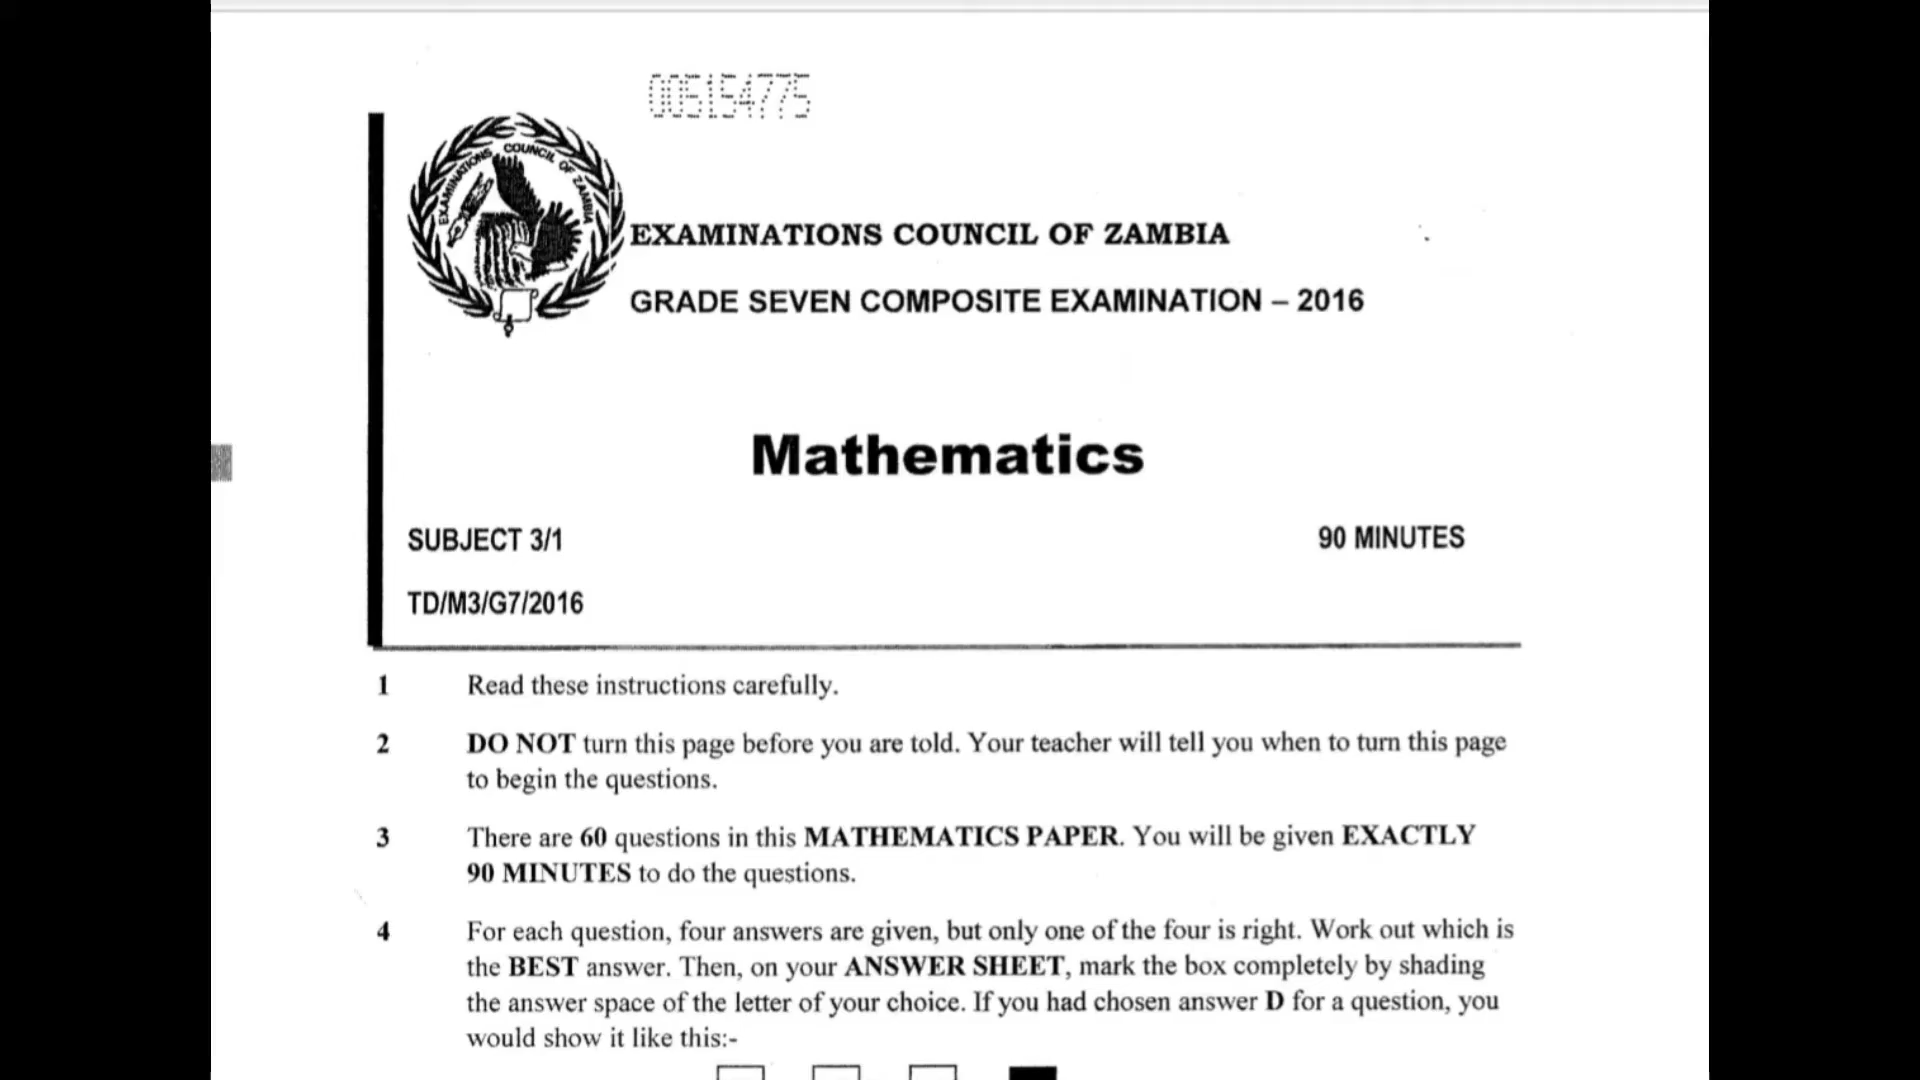 005154775
EXAMINATIONS COUNCIL OF ZAMBIA
EXAMINATIONS COUNCIL OF ZAMBIA
GRADE SEVEN COMPOSITE EXAMINATION – 2016
Mathematics
SUBJECT 3/1
90 MINUTES
TD/M3/G7/2016
1 Read these instructions carefully.
2 DO NOT turn this page before you are told. Your teacher will tell you when to turn this page
to begin the questions.
3 There are 60 questions in this MATHEMATICS PAPER. You will be given EXACTLY
90 MINUTES to do the questions.
4 For each question, four answers are given, but only one of the four is right. Work out which is
the BEST answer. Then, on your ANSWER SHEET, mark the box completely by shading
the answer space of the letter of your choice. If you had chosen answer D for a question, you
would show it like this:-